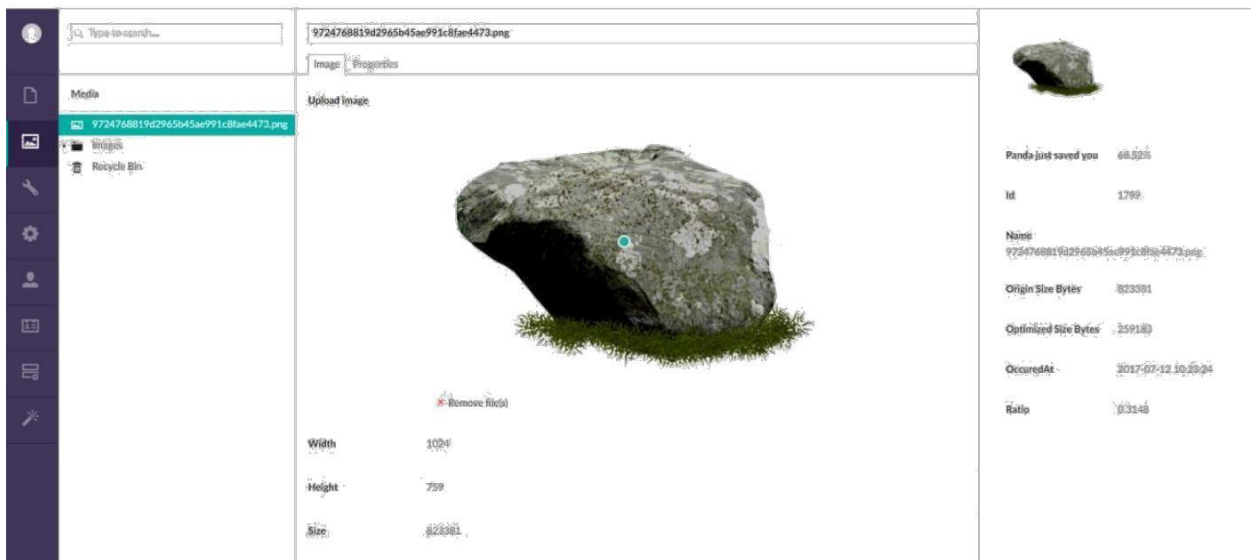 Type to search...
Media
9724768819d2965b45ae991c8fae4473.png
Images
Recycle Bin
9724768819d2965b45ae991c8fae4473.png
Image Properties
Upload image
Remove file(s)
Width 1024
Height 759
Size 823381
Panda just saved you 68.52%
Id 1799
Name
9724768819d2965b45ae991c8fae4473.png
Origin Size Bytes 823381
Optimized Size Bytes 259183
OccuredAt 2017-07-12 10:23:24
Ratio 0.3148